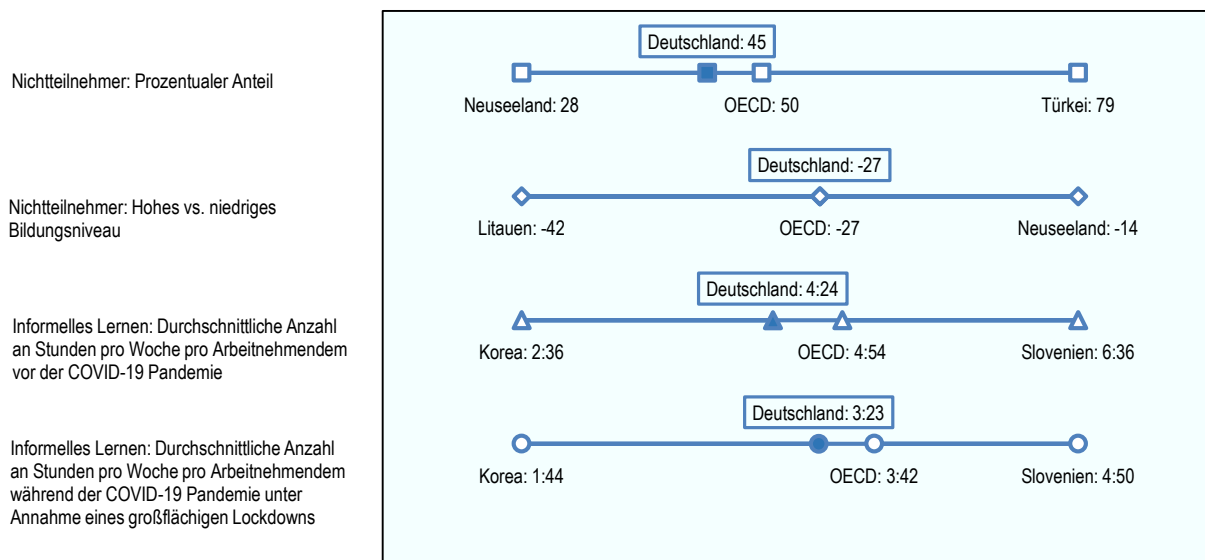 Deutschland: 45
Nichtteilnehmer: Prozentualer Anteil
Neuseeland: 28
OECD: 50
Türkei: 79
Deutschland: -27
Nichtteilnehmer: Hohes vs. niedriges
Bildungsniveau
Litauen: -42
OECD: -27
Neuseeland: -14
Deutschland: 4:24
Informelles Lernen: Durchschnittliche Anzahl
an Stunden pro Woche pro Arbeitnehmendem
vor der COVID-19 Pandemie
Korea: 2:36
OECD: 4:54
Slovenien: 6:36
Deutschland: 3:23
Informelles Lernen: Durchschnittliche Anzahl
an Stunden pro Woche pro Arbeitnehmendem
während der COVID-19 Pandemie unter
Annahme eines großflächigen Lockdowns
Korea: 1:44
OECD: 3:42
Slovenien: 4:50